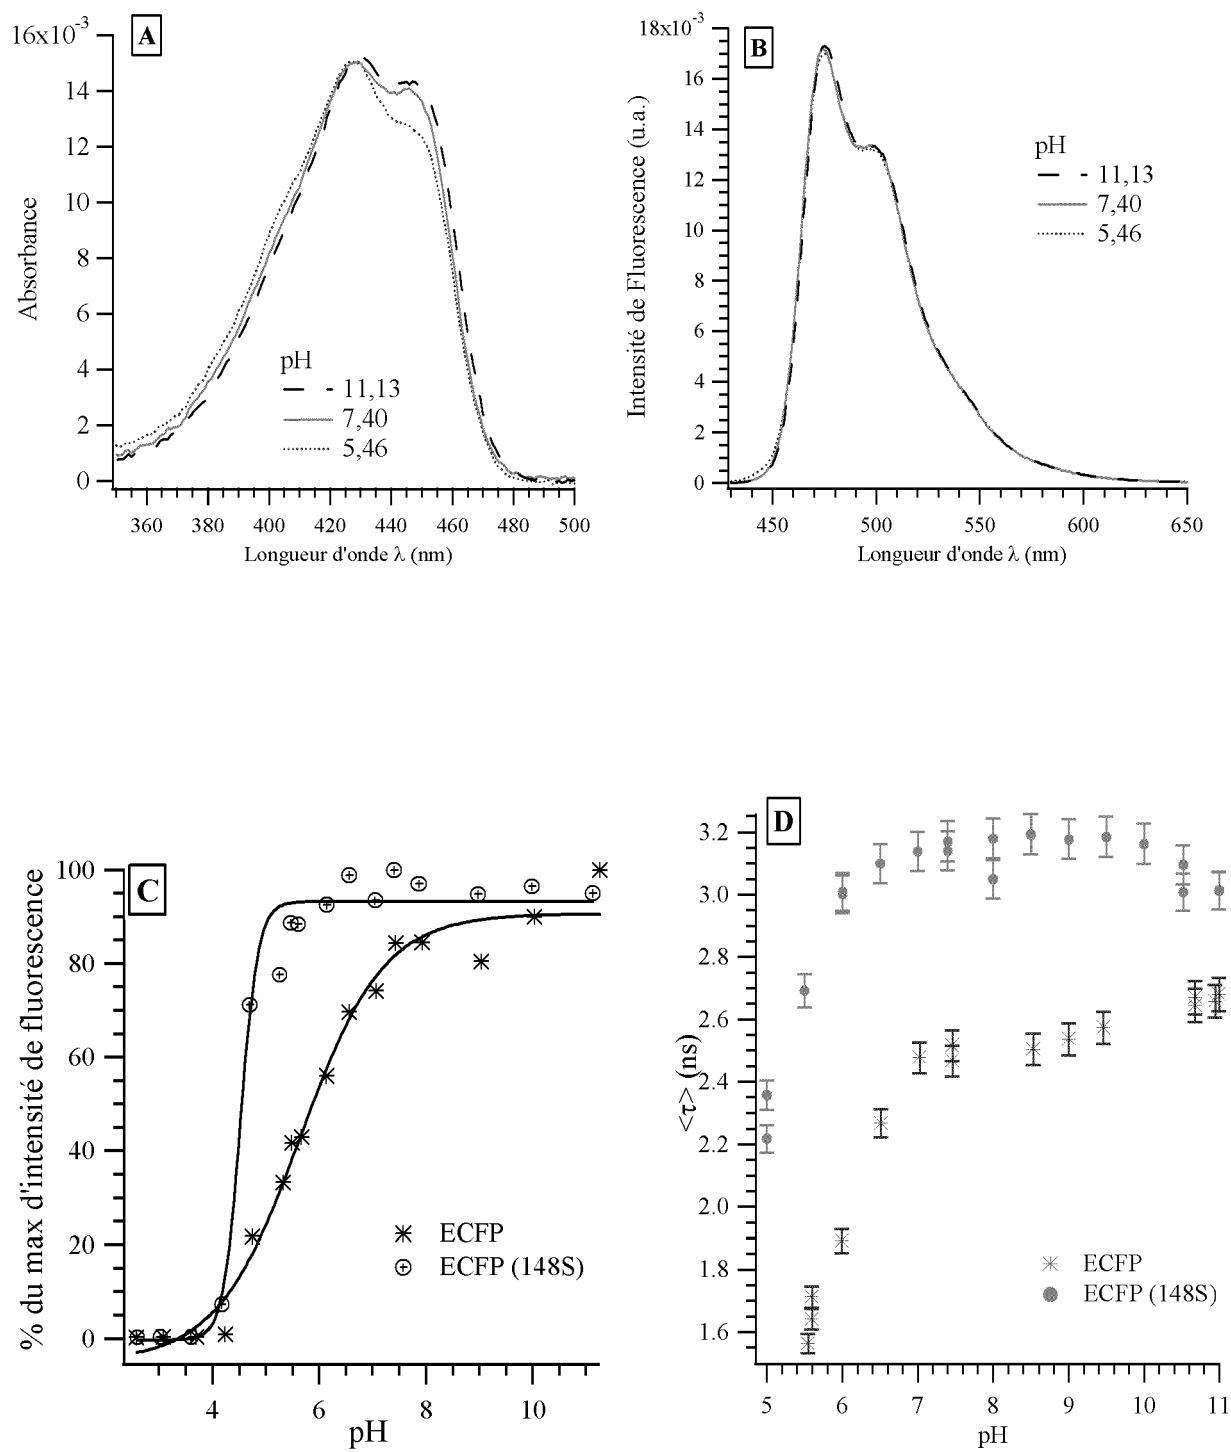 A
16x10-3
14
12
10
8
6
4
2
0
Absorbance
pH
11,13
7,40
5,46
360 380 400 420 440 460 480 500
Longueur d'onde λ (nm)
B
18x10-3
16
14
12
10
8
6
4
2
0
Intensité de Fluorescence (u.a.)
pH
11,13
7,40
5,46
450 500 550 600 650
Longueur d'onde λ (nm)
C
100
80
60
40
20
0
% du max d'intensité de fluorescence
ECFP
ECFP (148S)
4 6 8 10
pH
D
3.2
3.0
2.8
2.6
2.4
2.2
2.0
1.8
1.6
<τ> (ns)
ECFP
ECFP (148S)
5 6 7 8 9 10 11
pH